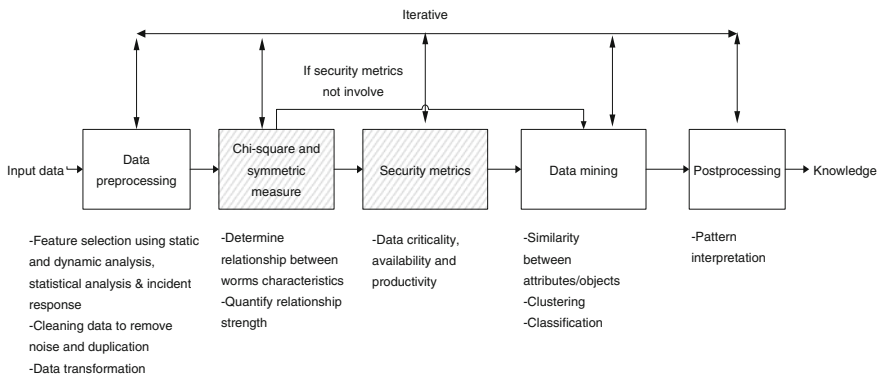 Iterative
If security metrics
not involve
Input data
Data
preprocessing
Chi-square and
symmetric
measure
Security metrics
Data mining
Postprocessing
Knowledge
-Feature selection using static
and dynamic analysis,
statistical analysis & incident
response
-Cleaning data to remove
noise and duplication
-Data transformation
-Determine
relationship between
worms characteristics
-Quantify relationship
strength
-Data criticality,
availability and
productivity
-Similarity
between
attributes/objects
-Clustering
-Classification
-Pattern
interpretation